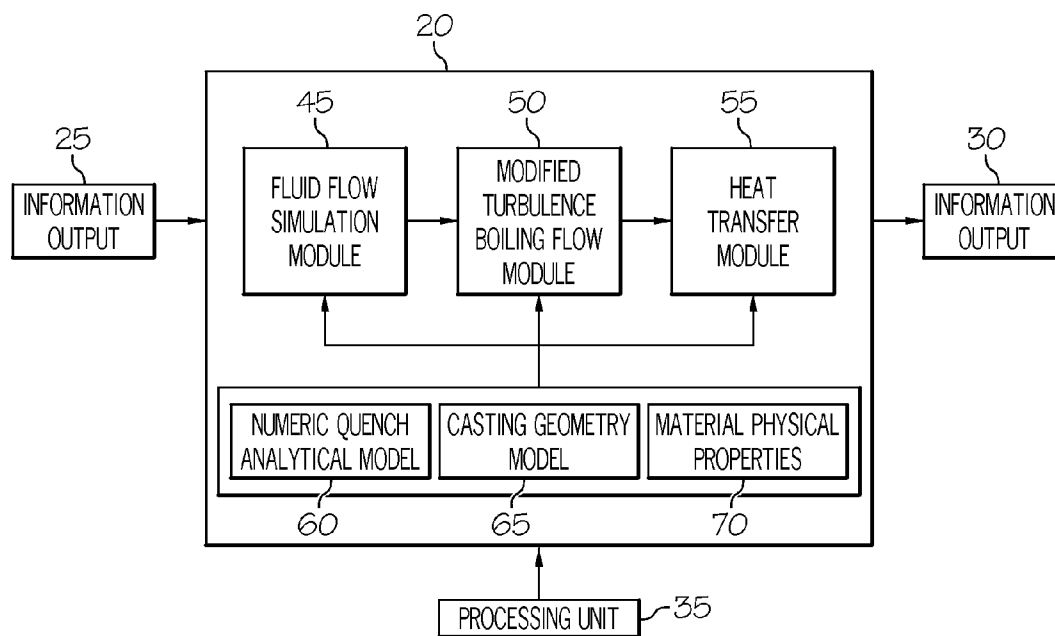 20
45
50
55
25
30
INFORMATION
OUTPUT
FLUID FLOW
SIMULATION
MODULE
MODIFIED
TURBULENCE
BOILING FLOW
MODULE
HEAT
TRANSFER
MODULE
INFORMATION
OUTPUT
NUMERIC QUENCH
ANALYTICAL MODEL
CASTING GEOMETRY
MODEL
MATERIAL PHYSICAL
PROPERTIES
60
65
70
PROCESSING UNIT
35